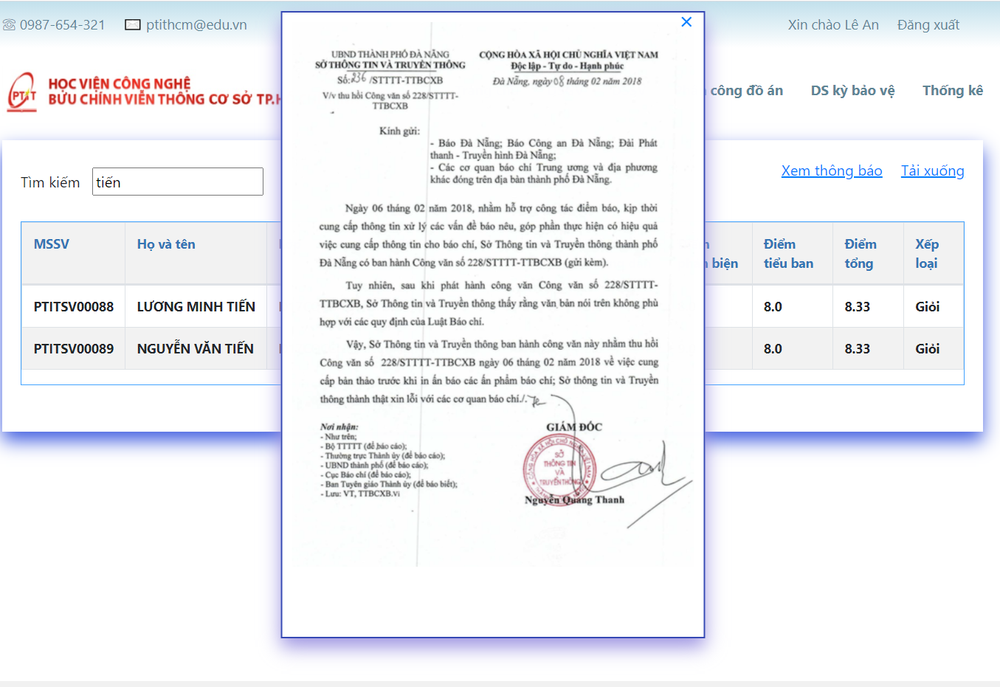 0987-654-321 ptithcm@edu.vn
Xin chào Lê An Đăng xuất
PTIT
HỌC VIỆN CÔNG NGHỆ
BƯU CHÍNH VIỄN THÔNG CƠ SỞ TP.H
công đồ án DS kỳ bảo vệ Thống kê
Tìm kiếm tiến
Xem thông báo Tải xuống
MSSV Họ và tên biện Điểm tiểu ban Điểm tổng Xếp loại
PTITSV00088 LƯƠNG MINH TIẾN 8.0 8.33 Giỏi
PTITSV00089 NGUYỄN VĂN TIẾN 8.0 8.33 Giỏi
UBND THÀNH PHỐ ĐÀ NẴNG
SỞ THÔNG TIN VÀ TRUYỀN THÔNG
Số:236 /STTTT-TTBCXB
V/v thu hồi Công văn số 228/STTTT-
TTBCXB
CỘNG HÒA XÃ HỘI CHỦ NGHĨA VIỆT NAM
Độc lập - Tự do - Hạnh phúc
Đà Nẵng, ngày 08 tháng 02 năm 2018
Kính gửi:
- Báo Đà Nẵng; Báo Công an Đà Nẵng; Đài Phát
thanh - Truyền hình Đà Nẵng;
- Các cơ quan báo chí Trung ương và địa phương
khác đóng trên địa bàn thành phố Đà Nẵng.
Ngày 06 tháng 02 năm 2018, nhằm hỗ trợ công tác điểm báo, kịp thời
cung cấp thông tin xử lý các vấn đề báo nêu, góp phần thực hiện có hiệu quả
việc cung cấp thông tin cho báo chí, Sở Thông tin và Truyền thông thành phố
Đà Nẵng có ban hành Công văn số 228/STTTT-TTBCXB (gửi kèm).
Tuy nhiên, sau khi phát hành công văn Công văn số 228/STTTT-
TTBCXB, Sở Thông tin và Truyền thông thấy rằng văn bản nói trên không phù
hợp với các quy định của Luật Báo chí.
Vậy, Sở Thông tin và Truyền thông ban hành công văn này nhằm thu hồi
Công văn số 228/STTTT-TTBCXB ngày 06 tháng 02 năm 2018 về việc cung
cấp bản thảo trước khi in ấn báo các ấn phẩm báo chí; Sở thông tin và Truyền
thông thành thật xin lỗi với các cơ quan báo chí./.
Nơi nhận:
- Như trên;
- Bộ TTTTT (để báo cáo);
- Thường trực Thành ủy (để báo cáo);
- UBND thành phố (để báo cáo);
- Cục Báo chí (để báo cáo);
- Ban Tuyên giáo Thành ủy (để báo biết);
- Lưu: VT, TTBCXB.Vi
GIÁM ĐỐC
SỞ
THÔNG TIN
VÀ
TRUYỀN THÔNG
Nguyễn Quang Thanh